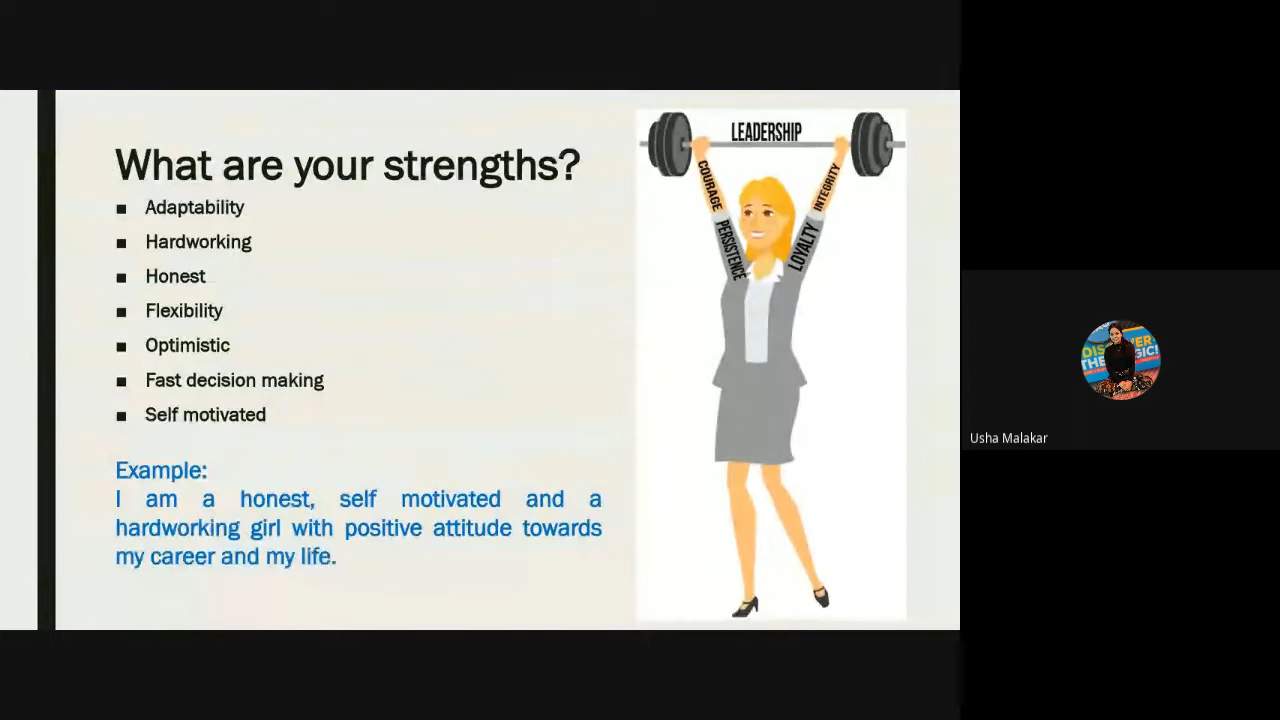 What are your strengths?
■ Adaptability
■ Hardworking
■ Honest
■ Flexibility
■ Optimistic
■ Fast decision making
■ Self motivated
Example:
I am a honest, self motivated and a
hardworking girl with positive attitude towards
my career and my life.
LEADERSHIP
COURAGE
PERSISTENCE
INTEGRITY
LOYALTY
Usha Malakar